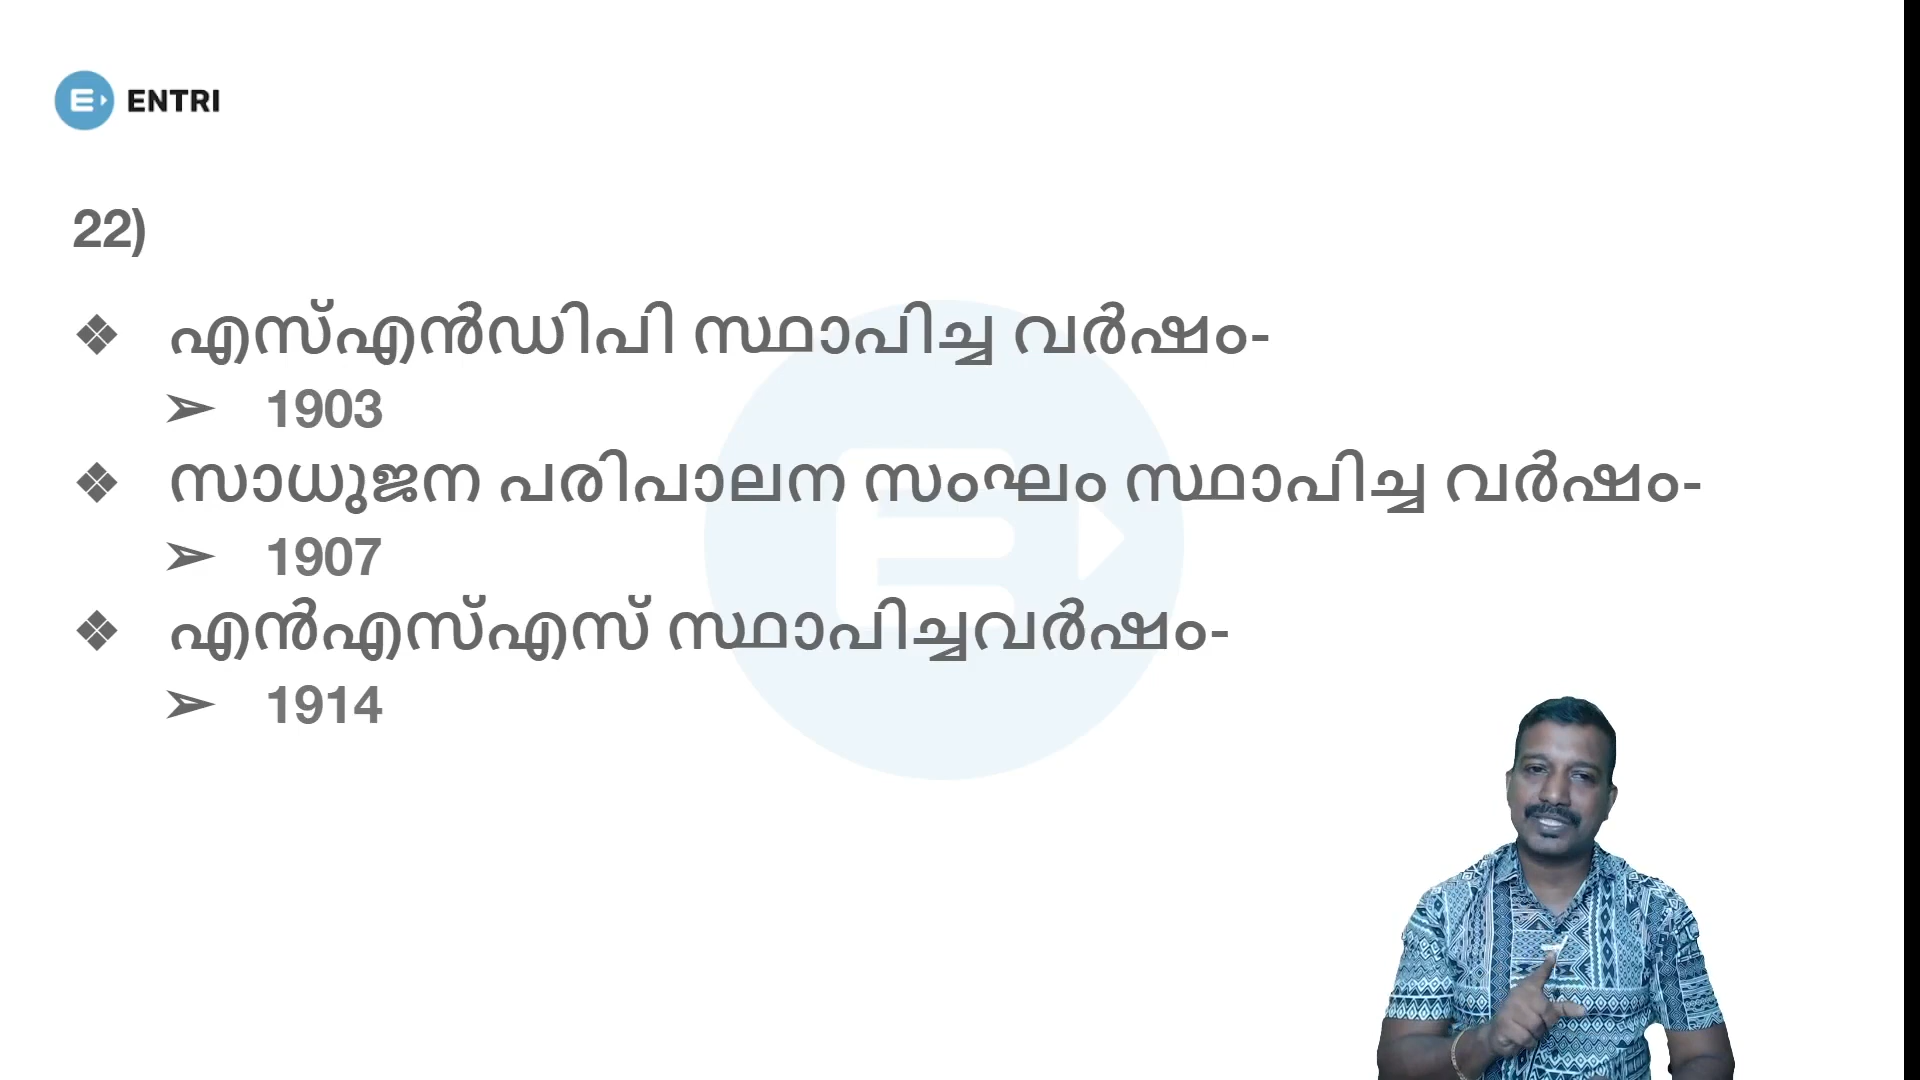 ENTRI
22)
❖ എസ്എൻഡിപി സ്ഥാപിച്ച വർഷം-
➢ 1903
❖ സാധുജന പരിപാലന സംഘം സ്ഥാപിച്ച വർഷം-
➢ 1907
❖ എൻഎസ്എസ് സ്ഥാപിച്ചവർഷം-
➢ 1914